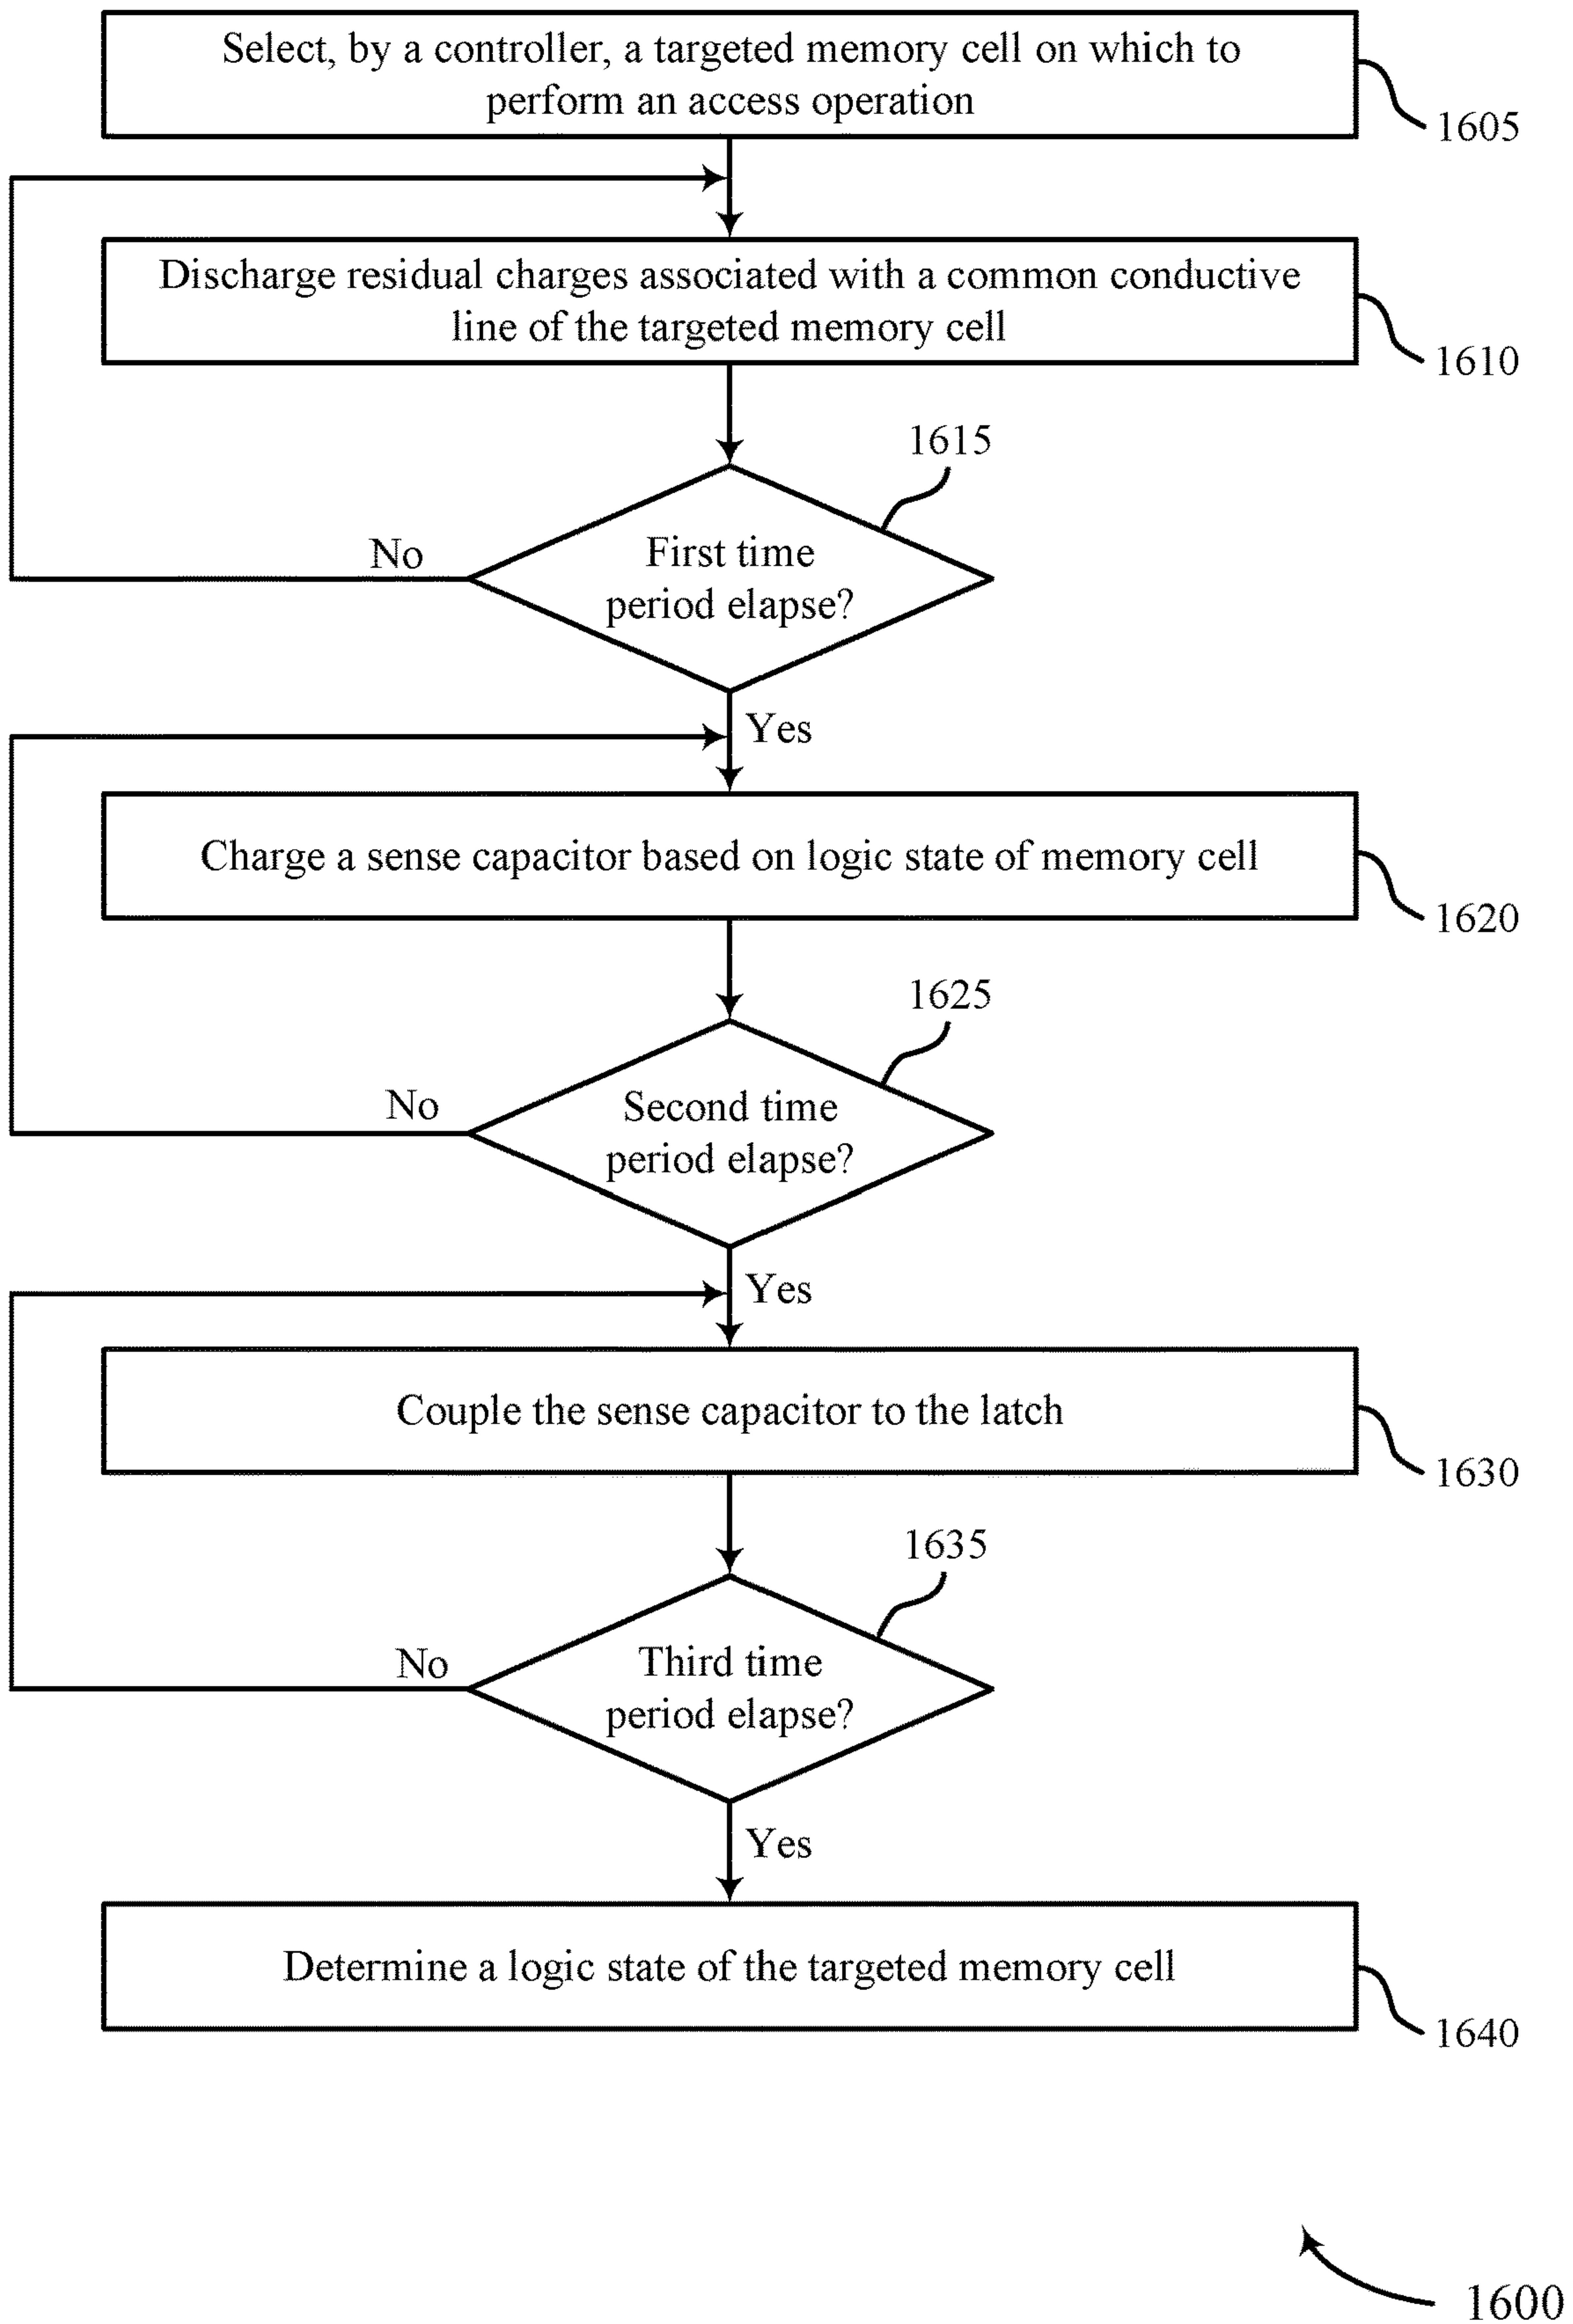 Select, by a controller, a targeted memory cell on which to
perform an access operation
1605
Discharge residual charges associated with a common conductive
line of the targeted memory cell
1610
1615
No
First time
period elapse?
Yes
Charge a sense capacitor based on logic state of memory cell
1620
1625
No
Second time
period elapse?
Yes
Couple the sense capacitor to the latch
1630
1635
No
Third time
period elapse?
Yes
Determine a logic state of the targeted memory cell
1640
1600